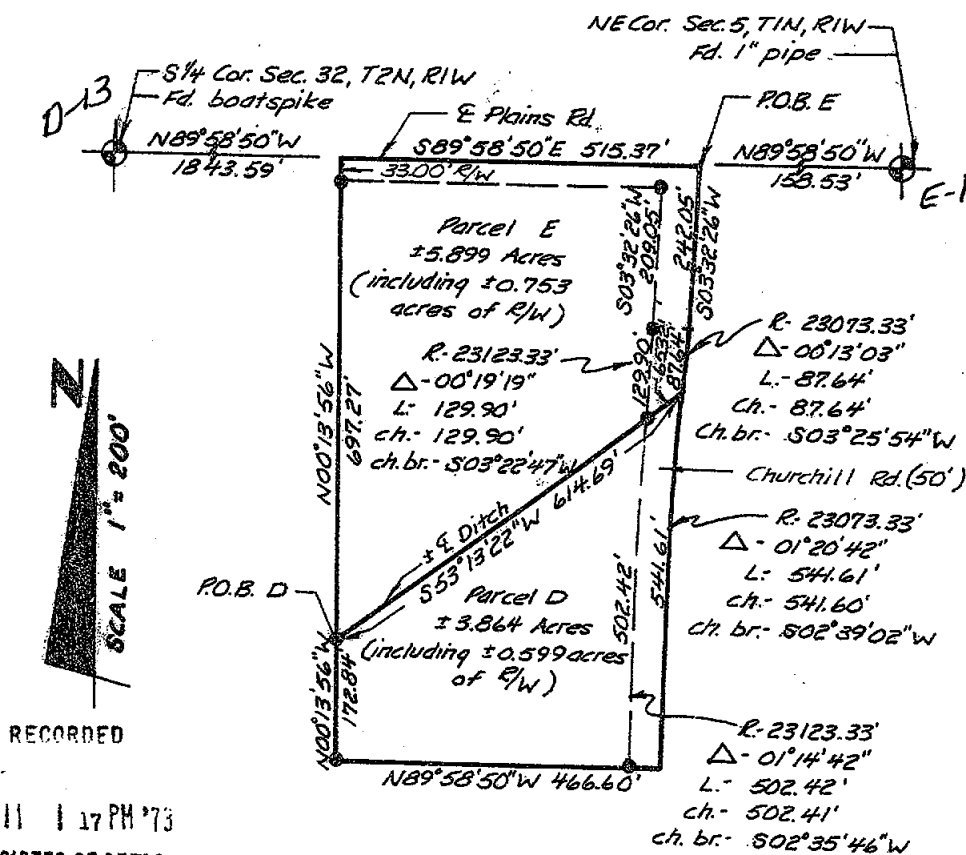 NE Cor. Sec. 5, T1N, R1W
Fd. 1" pipe
D-13
S¼ Cor. Sec. 32, T2N, R1W
Fd. boatspike
℄ Plains Rd.
P.O.B. E
N89°58'50"W
1843.59'
S89°58'50"E 515.37'
N89°58'50"W
158.53'
E-1
33.00' R/W
Parcel E
±5.899 Acres
(including ±0.753
acres of R/W)
S03°32'26"W
209.05'
242.05'
S03°32'26"W
R- 23123.33'
Δ- 00°19'19"
L- 129.90'
ch.- 129.90'
ch. br.- S03°22'47"W
129.90'
87.64'
R- 23073.33'
Δ- 00°13'03"
L.- 87.64'
ch.- 87.64'
Ch. br.- S03°25'54"W
N
SCALE 1" = 200'
N00°13'56"W
697.27'
± ℄ Ditch
S53°13'22"W 614.69'
Churchill Rd. (50')
R- 23073.33'
Δ- 01°20'42"
L- 541.61'
ch.- 541.60'
ch. br.- S02°39'02"W
541.61'
502.42'
P.O.B. D
Parcel D
±3.864 Acres
(including ±0.599 acres
of R/W)
N00°13'56"W
172.84'
N89°58'50"W 466.60'
R- 23123.33'
Δ- 01°14'42"
L.- 502.42'
ch- 502.41'
ch. br.- S02°35'46"W
RECORDED
11 1 17 PM '73